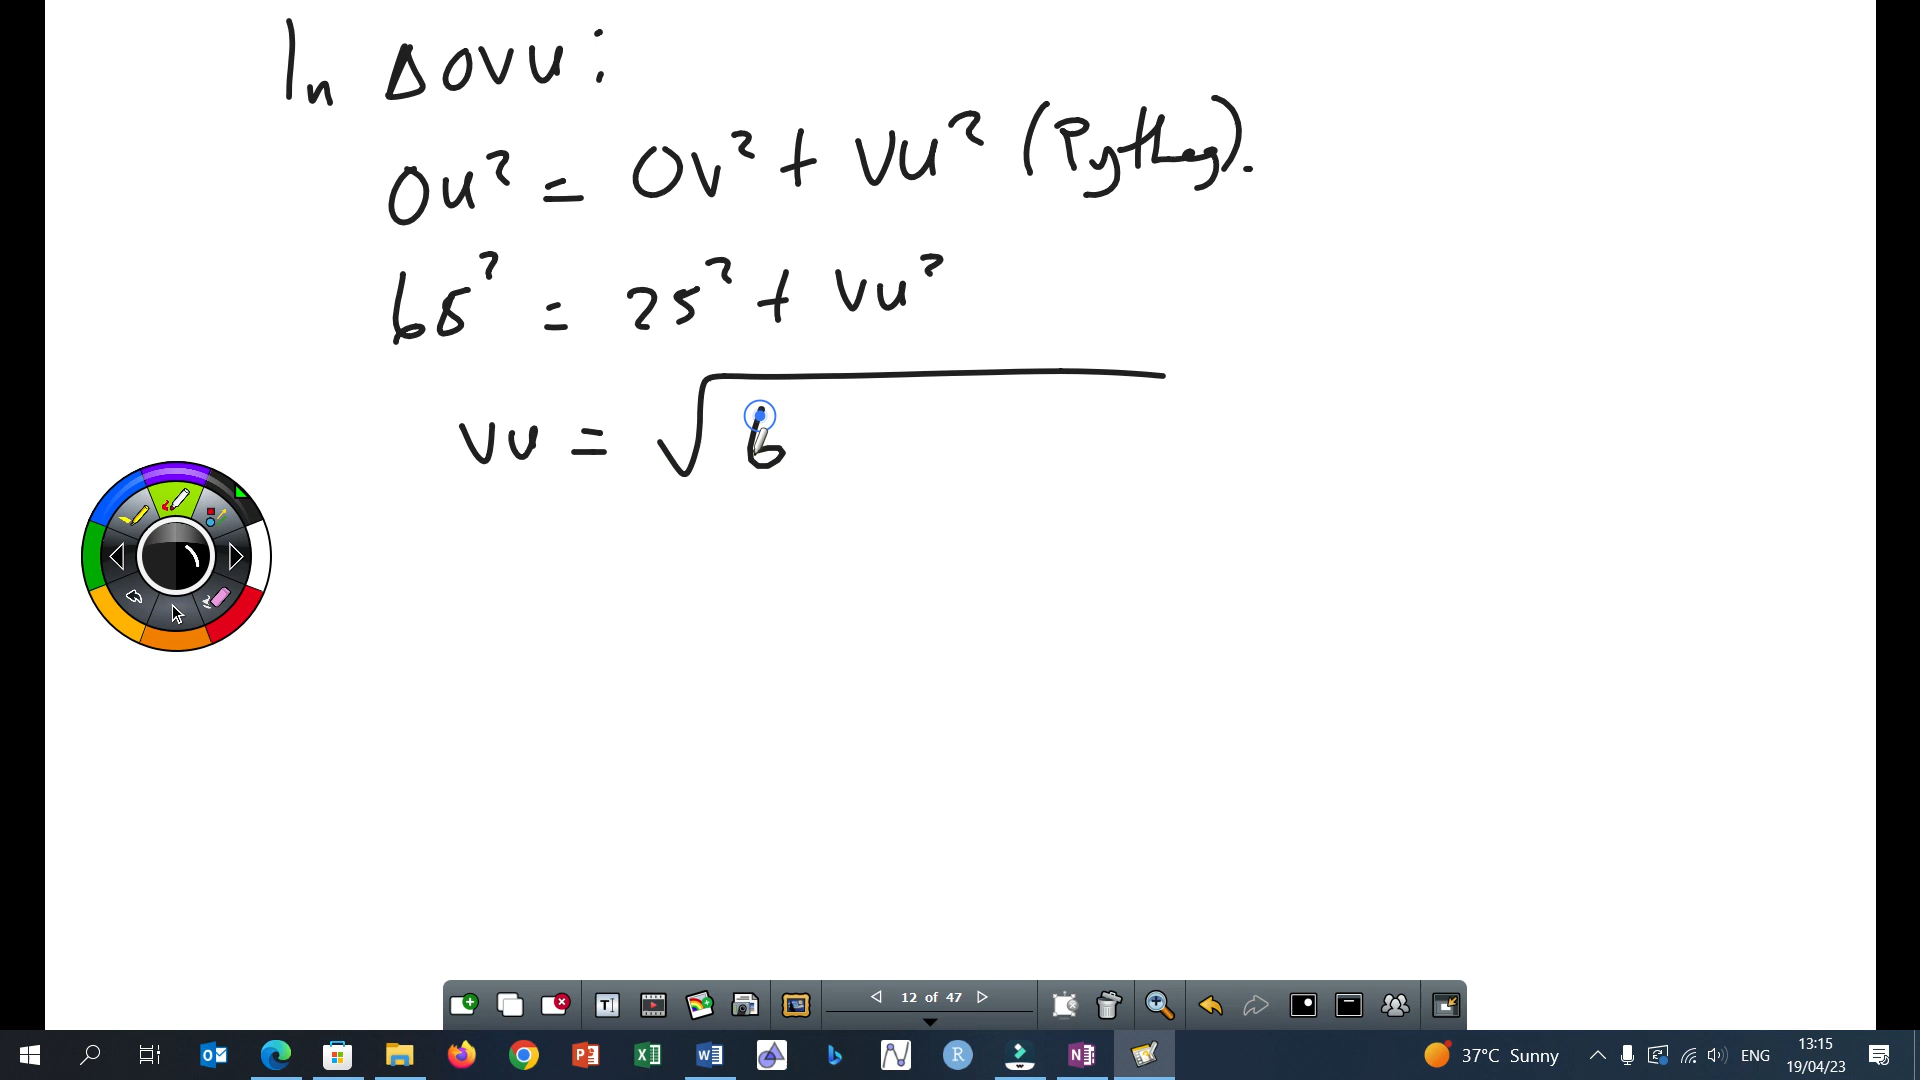 In ΔOVU:
OU² = OV² + VU² (Pythag).
65² = 25² + VU²
VU = √6
12 of 47
37°C Sunny
ENG
13:15
19/04/23